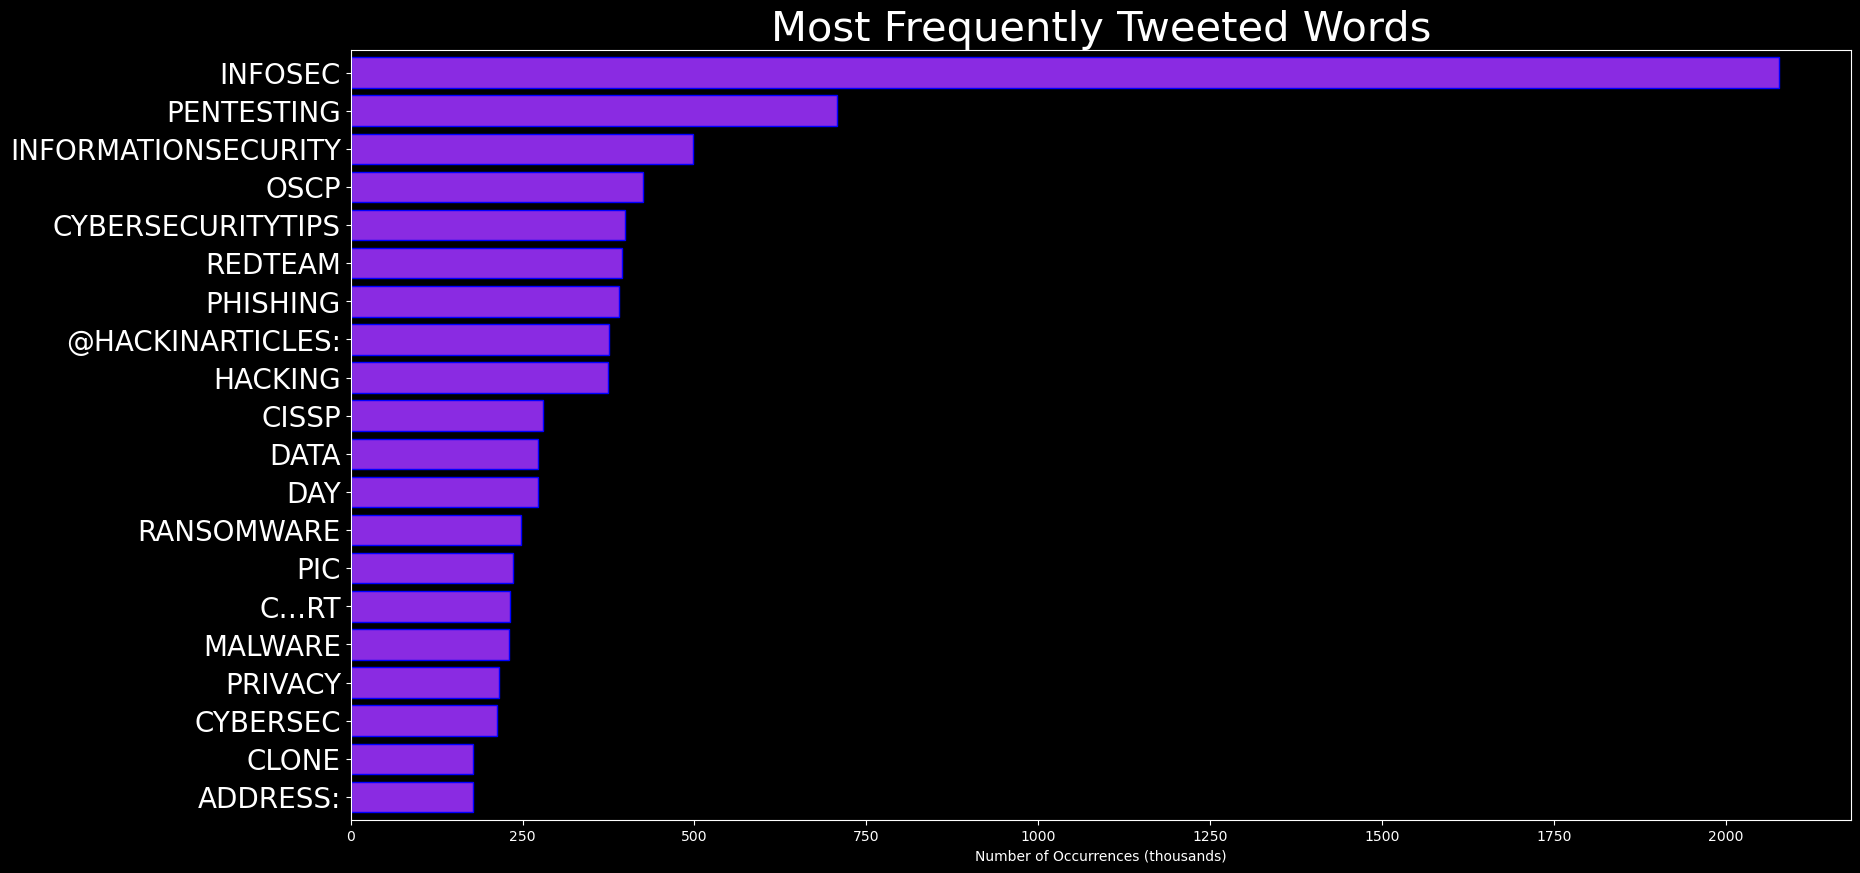 Most Frequently Tweeted Words
INFOSEC
PENTESTING
INFORMATIONSECURITY
OSCP
CYBERSECURITYTIPS
REDTEAM
PHISHING
@HACKINARTICLES:
HACKING
CISSP
DATA
DAY
RANSOMWARE
PIC
C…RT
MALWARE
PRIVACY
CYBERSEC
CLONE
ADDRESS:
0 250 500 750 1000 1250 1500 1750 2000
Number of Occurrences (thousands)